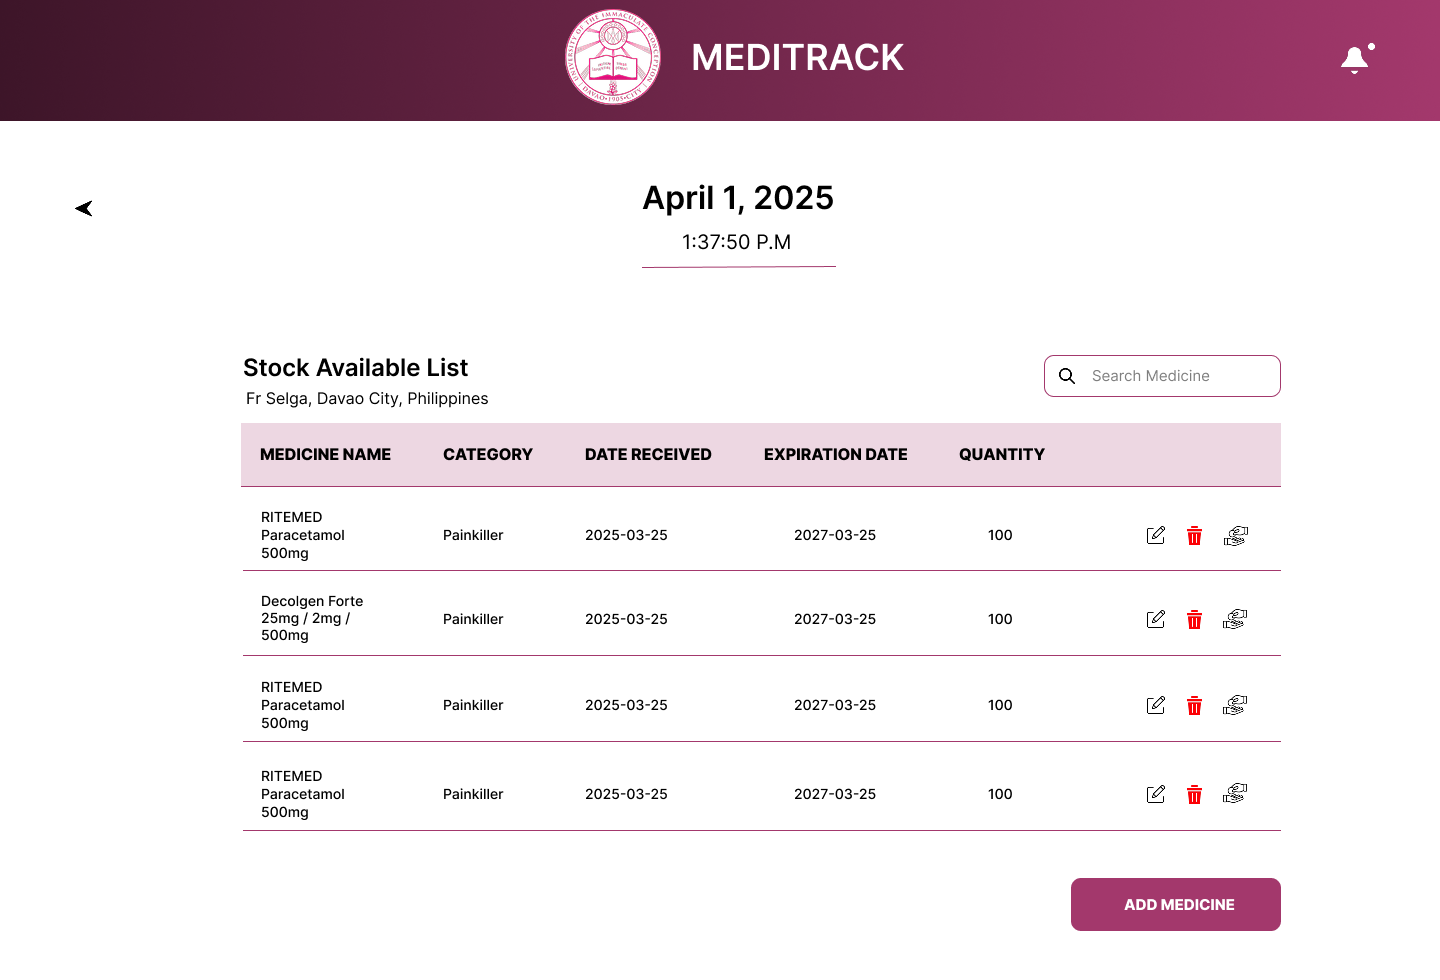 UNIVERSITY OF THE IMMACULATE CONCEPTION
DAVAO • 1905 • CITY
MEDITRACK
April 1, 2025
1:37:50 P.M
Stock Available List
Search Medicine
Fr Selga, Davao City, Philippines
MEDICINE NAME CATEGORY DATE RECEIVED EXPIRATION DATE QUANTITY
RITEMED
Paracetamol Painkiller 2025-03-25 2027-03-25 100
500mg
Decolgen Forte
25mg / 2mg / Painkiller 2025-03-25 2027-03-25 100
500mg
RITEMED
Paracetamol Painkiller 2025-03-25 2027-03-25 100
500mg
RITEMED
Paracetamol Painkiller 2025-03-25 2027-03-25 100
500mg
ADD MEDICINE